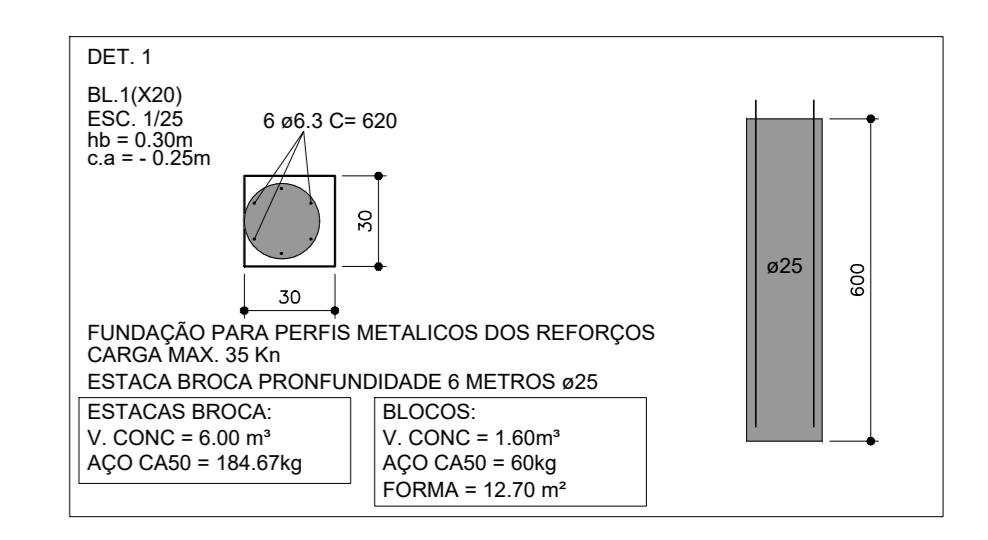 DET. 1
BL.1(X20)
ESC. 1/25
hb = 0.30m
c.a = - 0.25m
6 ø6.3 C= 620
30
30
ø25
600
FUNDAÇÃO PARA PERFIS METALICOS DOS REFORÇOS
CARGA MAX. 35 Kn
ESTACA BROCA PRONFUNDIDADE 6 METROS ø25
ESTACAS BROCA:
V. CONC = 6.00 m³
AÇO CA50 = 184.67kg
BLOCOS:
V. CONC = 1.60m³
AÇO CA50 = 60kg
FORMA = 12.70 m²